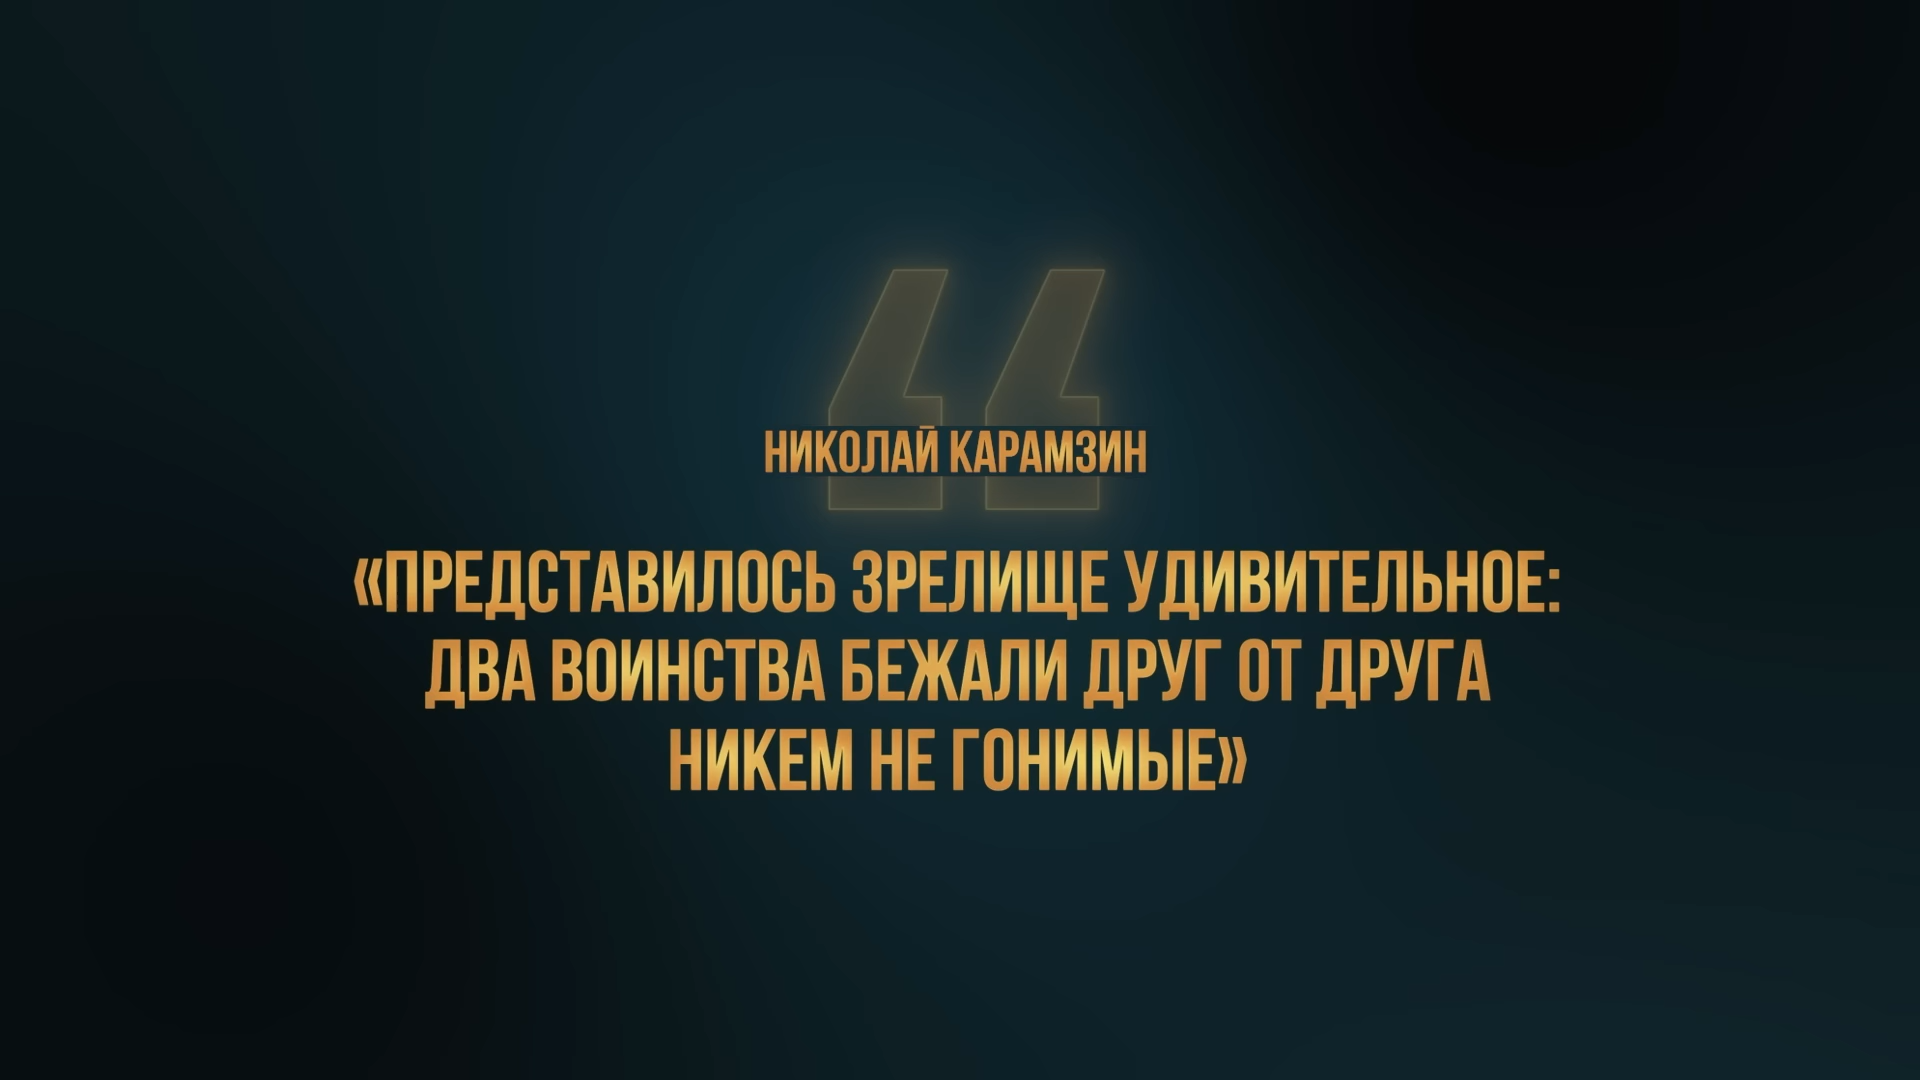 НИКОЛАЙ КАРАМЗИН
«ПРЕДСТАВИЛОСЬ ЗРЕЛИЩЕ УДИВИТЕЛЬНОЕ:
ДВА ВОИНСТВА БЕЖАЛИ ДРУГ ОТ ДРУГА
НИКЕМ НЕ ГОНИМЫЕ»